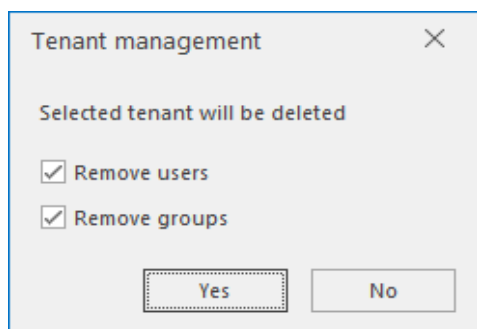 Tenant management
Selected tenant will be deleted
Remove users
Remove groups
Yes No